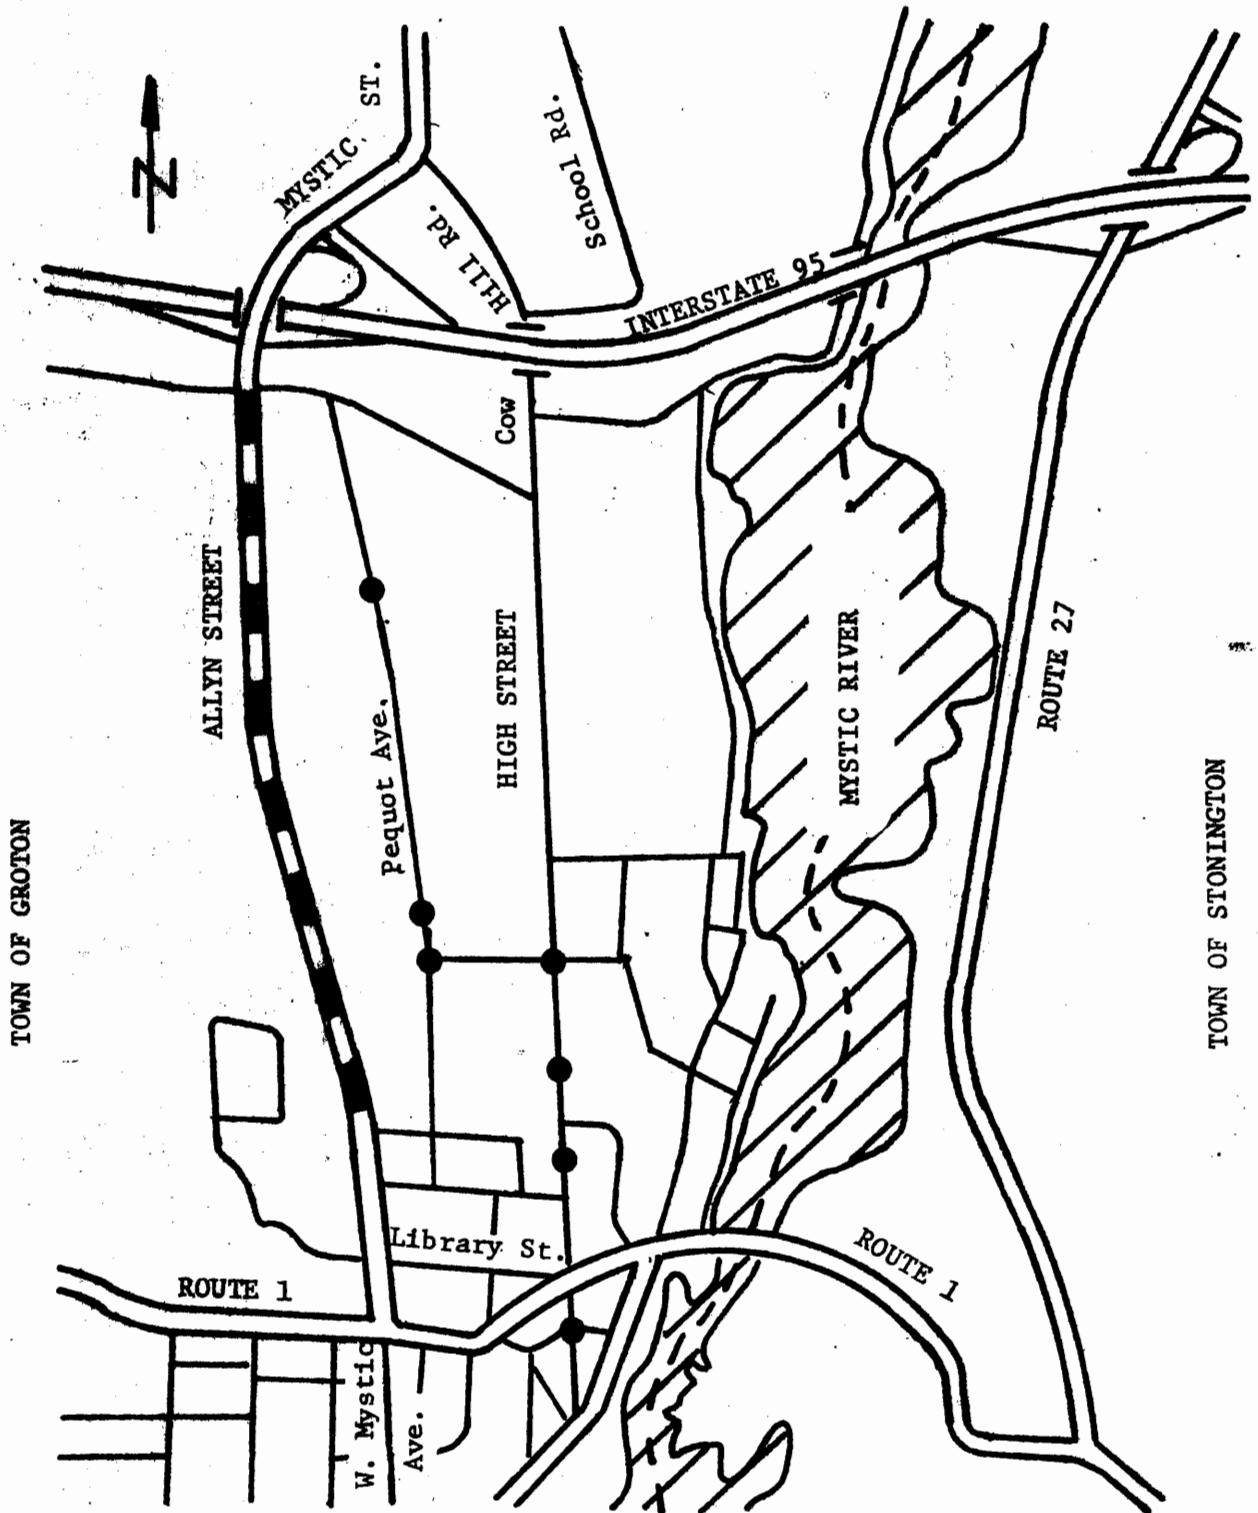 MYSTIC ST.
N
Hill Rd.
School Rd.
INTERSTATE 95
Cow
ALLYN STREET
Pequot Ave.
HIGH STREET
MYSTIC RIVER
ROUTE 27
TOWN OF GROTON
TOWN OF STONINGTON
Library St.
ROUTE 1
ROUTE 1
W. Mystic
Ave.